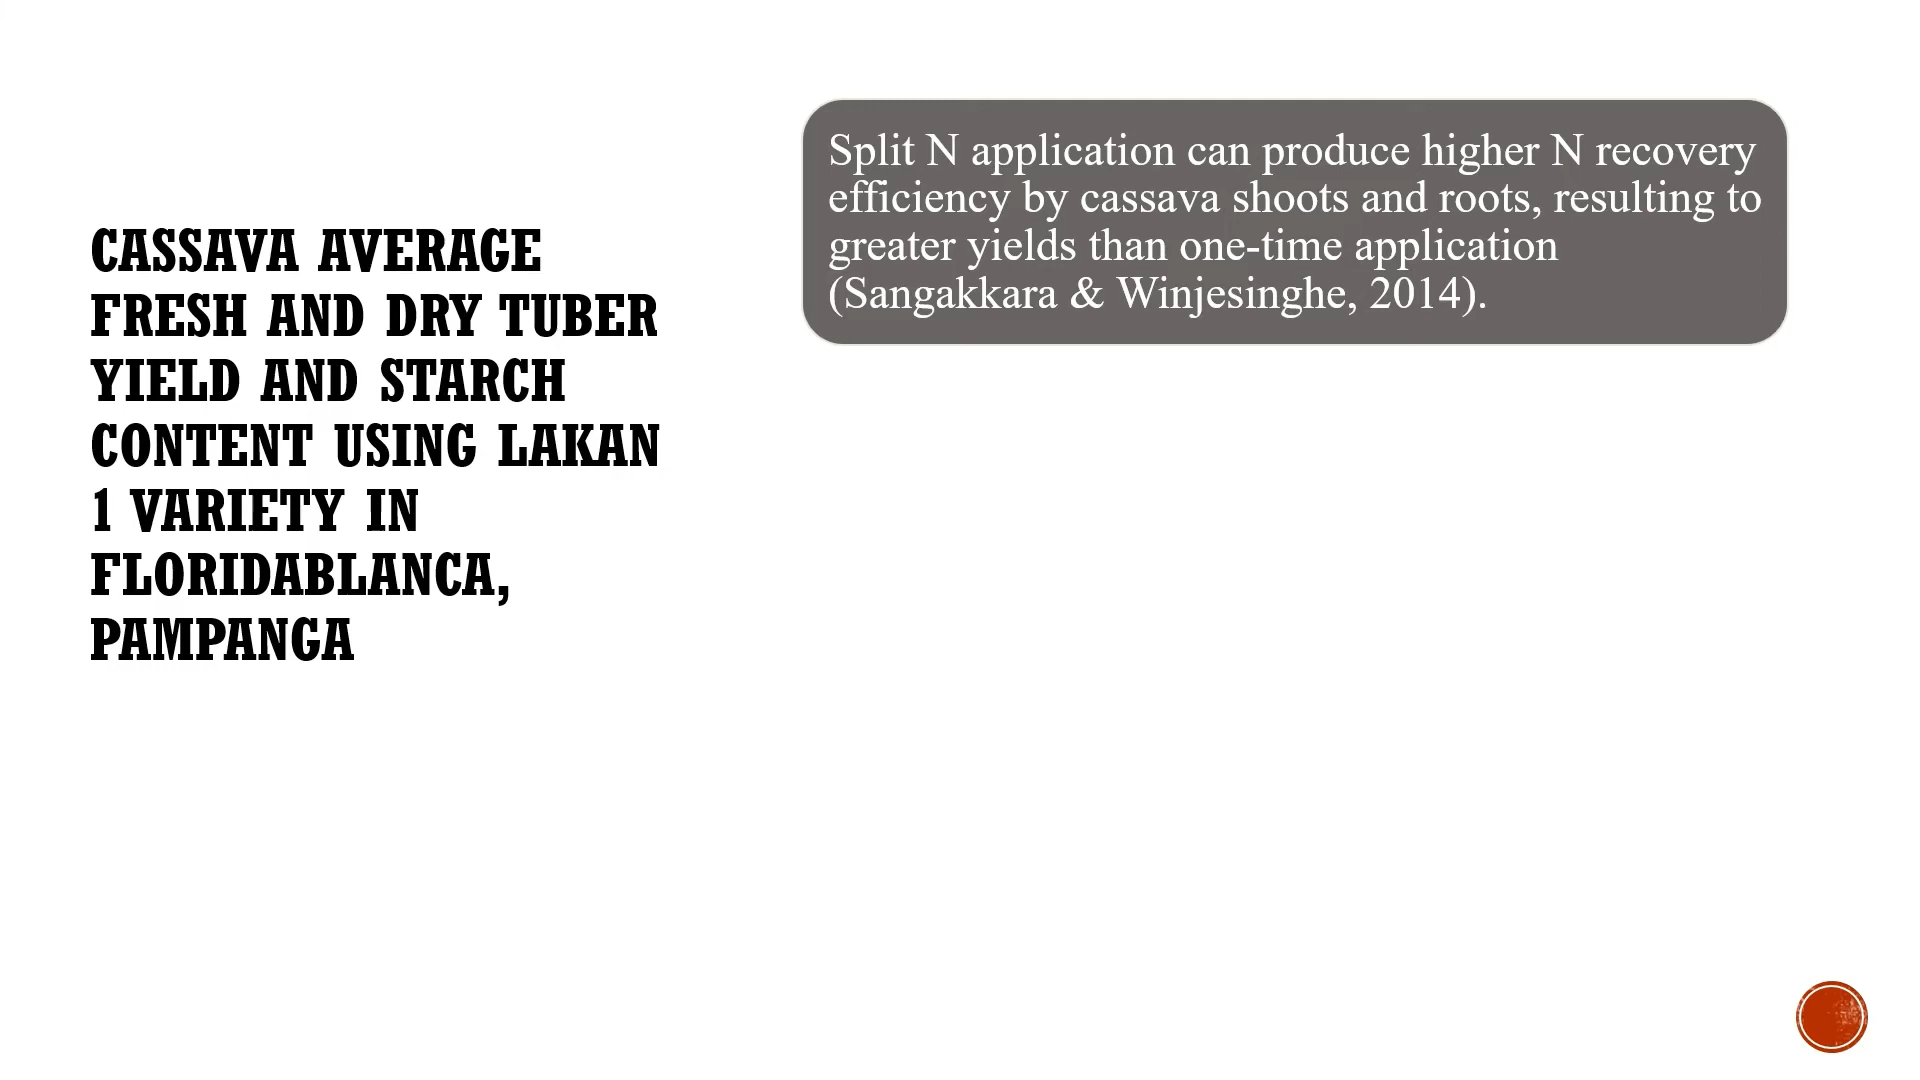 CASSAVA AVERAGE
FRESH AND DRY TUBER
YIELD AND STARCH
CONTENT USING LAKAN
1 VARIETY IN
FLORIDABLANCA,
PAMPANGA
Split N application can produce higher N recovery
efficiency by cassava shoots and roots, resulting to
greater yields than one-time application
(Sangakkara & Winjesinghe, 2014).